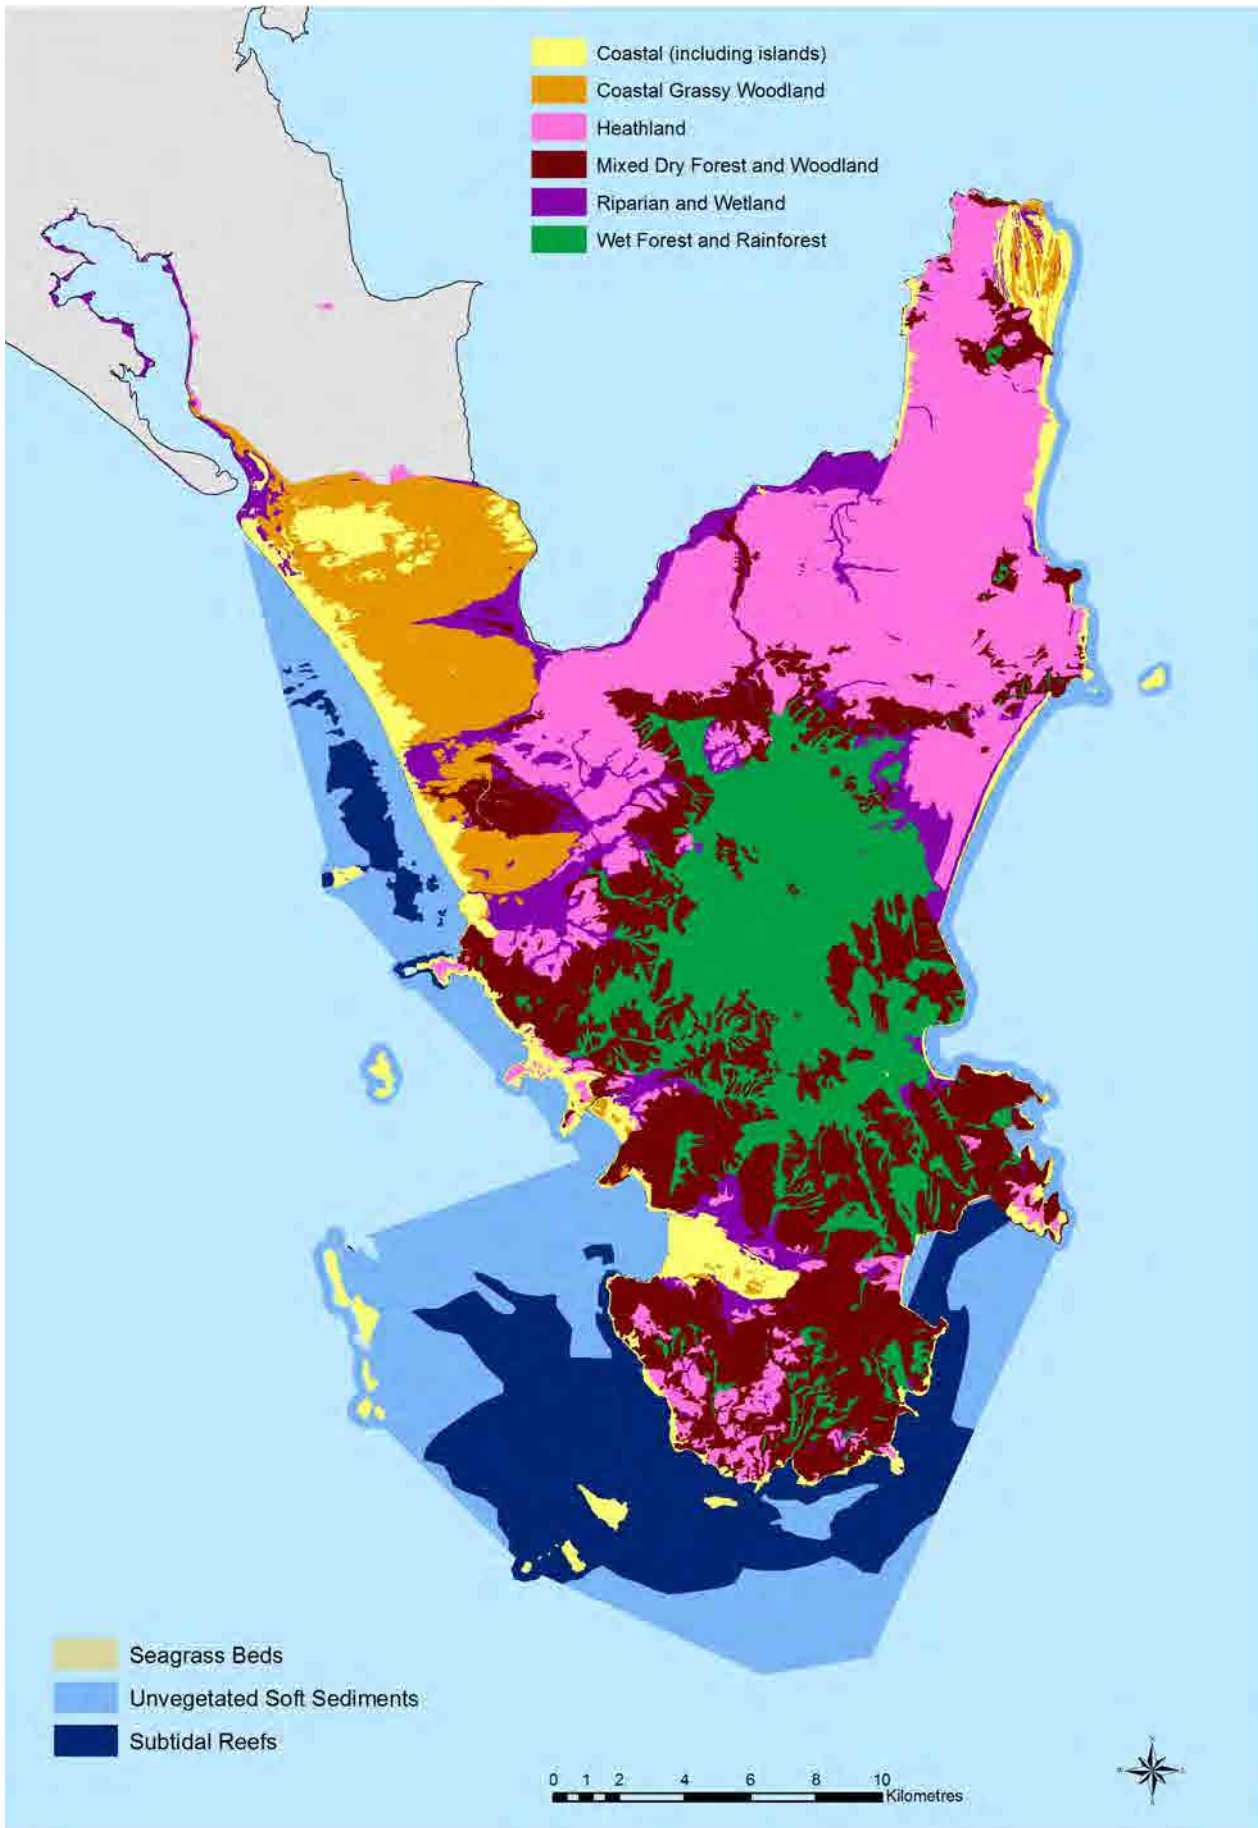 Coastal (including islands)
Coastal Grassy Woodland
Heathland
Mixed Dry Forest and Woodland
Riparian and Wetland
Wet Forest and Rainforest
Seagrass Beds
Unvegetated Soft Sediments
Subtidal Reefs
0 1 2 4 6 8 10
Kilometres